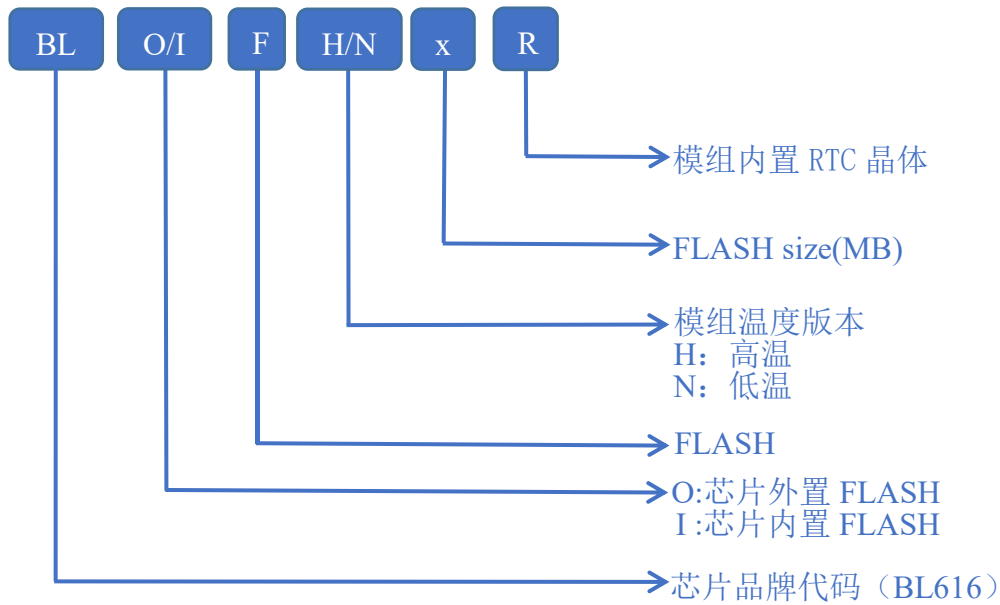 BL O/I F H/N x R
模组内置 RTC 晶体
FLASH size(MB)
模组温度版本
H：高温
N：低温
FLASH
O:芯片外置 FLASH
I :芯片内置 FLASH
芯片品牌代码（BL616）